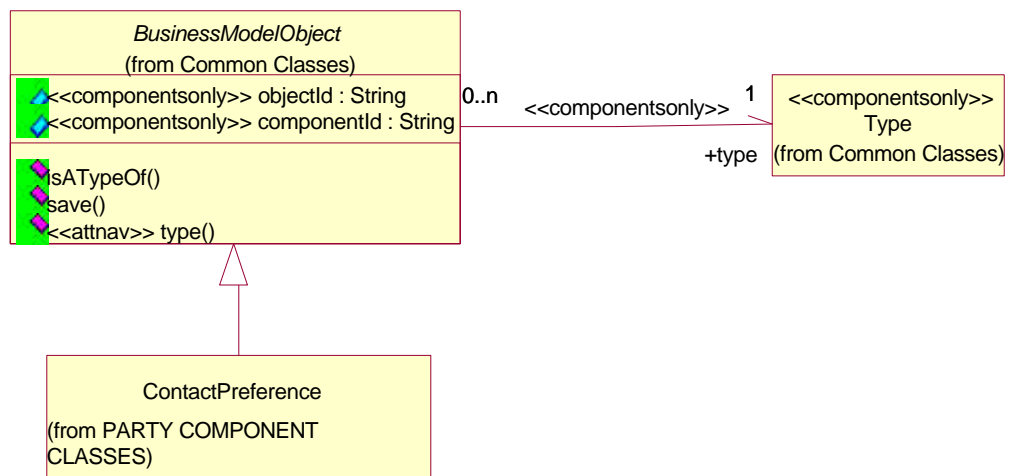 BusinessModelObject
(from Common Classes)
<<componentsonly>> objectId : String
<<componentsonly>> componentId : String
isATypeOf()
save()
<<attnav>> type()
0..n
<<componentsonly>>
1
+type
<<componentsonly>>
Type
(from Common Classes)
ContactPreference
(from PARTY COMPONENT
CLASSES)